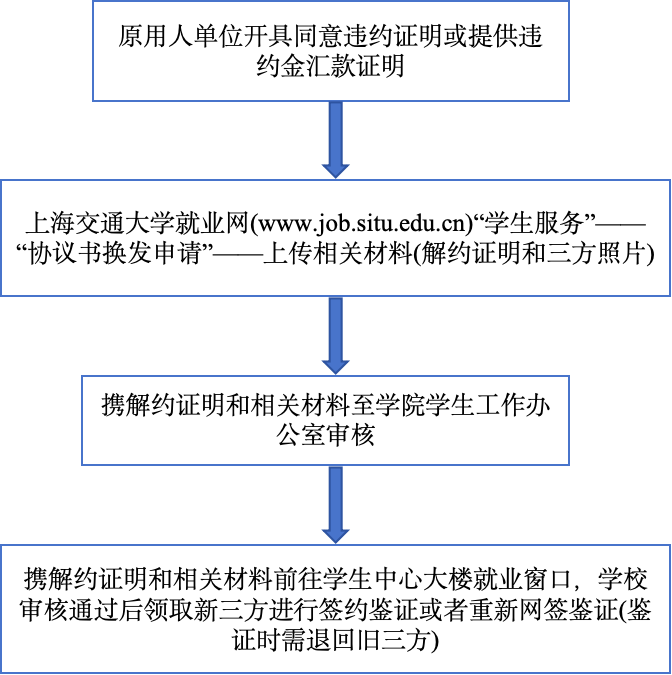 原用人单位开具同意违约证明或提供违
约金汇款证明
上海交通大学就业网(www.job.situ.edu.cn)“学生服务”——
“协议书换发申请”——上传相关材料(解约证明和三方照片)
携解约证明和相关材料至学院学生工作办
公室审核
携解约证明和相关材料前往学生中心大楼就业窗口，学校
审核通过后领取新三方进行签约鉴证或者重新网签鉴证(鉴
证时需退回旧三方)